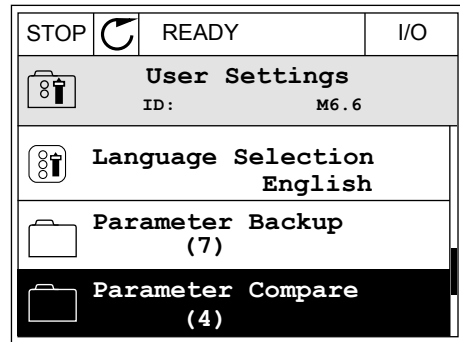 STOP READY I/O
User Settings
ID: M6.6
Language Selection
English
Parameter Backup
(7)
Parameter Compare
(4)